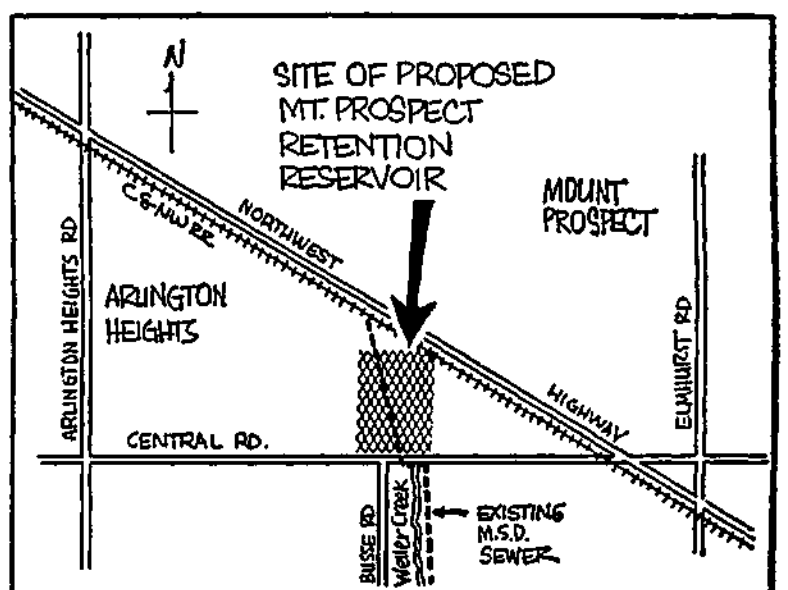 N
SITE OF PROPOSED
MT. PROSPECT
RETENTION
RESERVOIR
MOUNT
PROSPECT
C&NW RR
NORTHWEST
ARLINGTON HEIGHTS RD
ARLINGTON
HEIGHTS
ELMHURST RD
HIGHWAY
CENTRAL RD.
BUSSE RD
Weller Creek
EXISTING
M.S.D.
SEWER